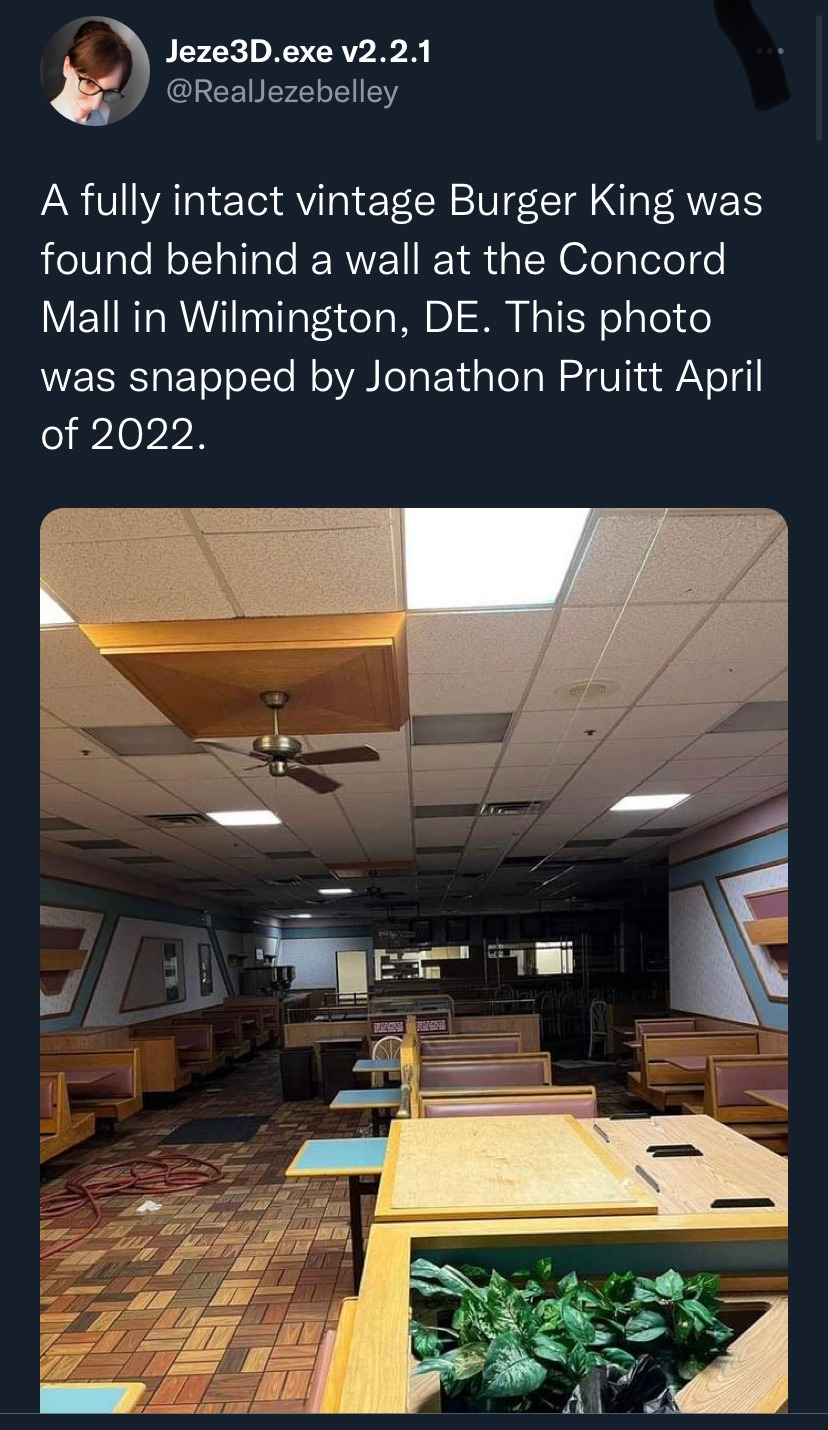 Jeze3D.exe v2.2.1
@RealJezebelley
A fully intact vintage Burger King was
found behind a wall at the Concord
Mall in Wilmington, DE. This photo
was snapped by Jonathon Pruitt April
of 2022.